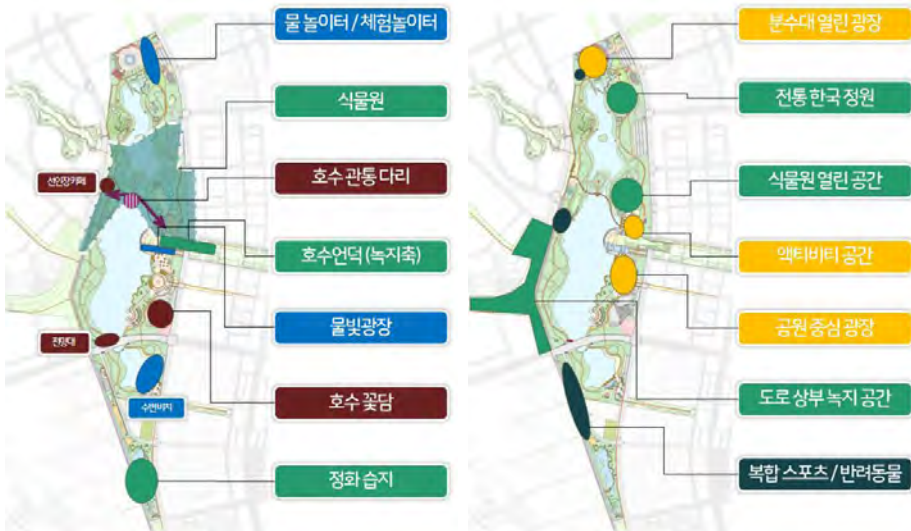 물 놀이터 / 체험놀이터
식물원
선인장카페
호수 관통 다리
호수언덕 (녹지축)
물빛광장
전망대
호수 꽃담
수변비치
정화 습지
분수대 열린 광장
전통 한국 정원
식물원 열린 공간
액티비티 공간
공원 중심 광장
도로 상부 녹지 공간
복합 스포츠 / 반려동물